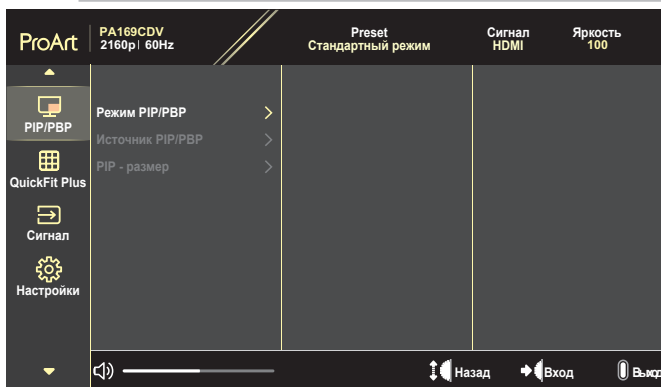 ProArt
PA169CDV
2160p| 60Hz
Preset
Стандартный режим
Сигнал
HDMI
Яркость
100
PIP/PBP
QuickFit Plus
Сигнал
Настройки
Режим PIP/PBP
Источник PIP/PBP
PIP - размер
Назад
Вход
Выход